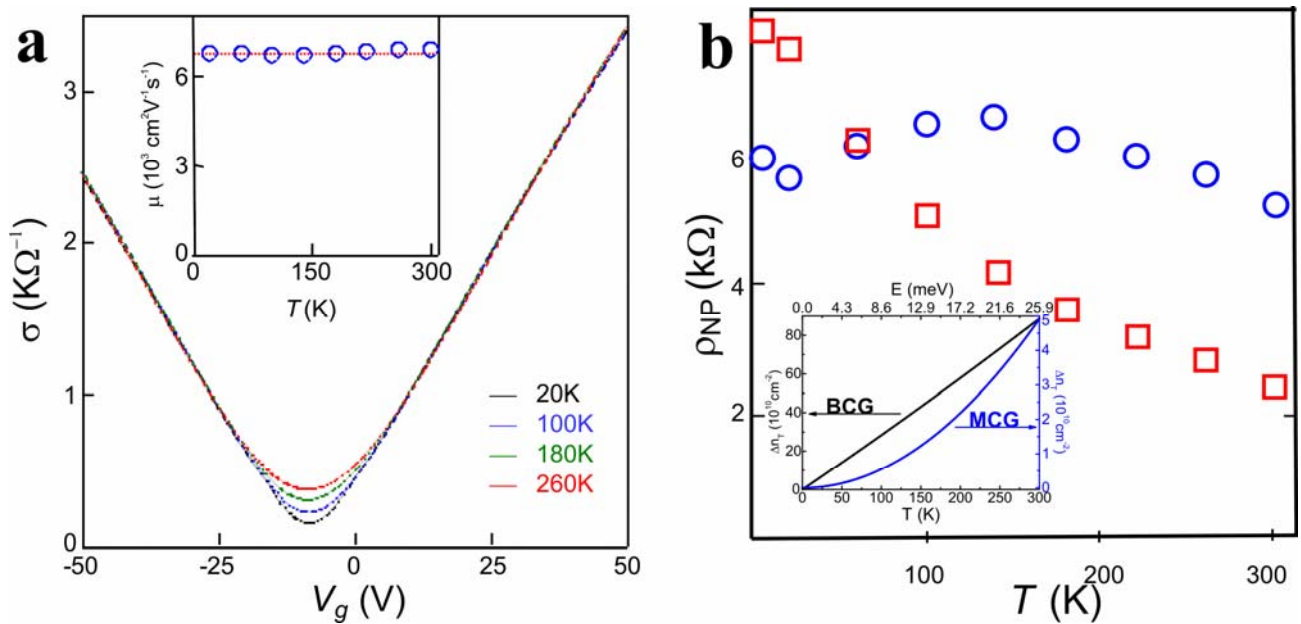 a
3
2
1
0
σ (KΩ⁻¹)
-50
-25
0
25
50
V_g (V)
6
3
0
μ (10³ cm²V⁻¹s⁻¹)
0
150
300
T (K)
20K
100K
180K
260K
b
6
4
2
ρNP (kΩ)
100
200
300
T (K)
E (meV)
0.0 4.3 8.6 12.9 17.2 21.6 25.9
80
60
40
20
0
Δn_T (10¹⁰cm⁻²)
BCG
MCG
5
4
3
2
1
0
Δn_T (10¹⁰cm⁻²)
0 50 100 150 200 250 300
T (K)